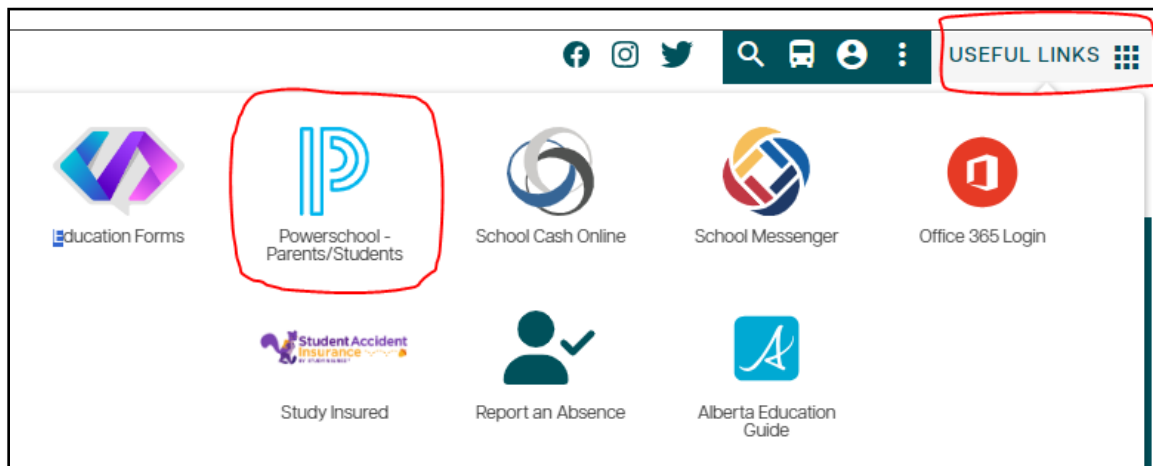 USEFUL LINKS
Education Forms
Powerschool -
Parents/Students
School Cash Online
School Messenger
Office 365 Login
Student Accident
Insurance
Study Insured
Report an Absence
Alberta Education
Guide